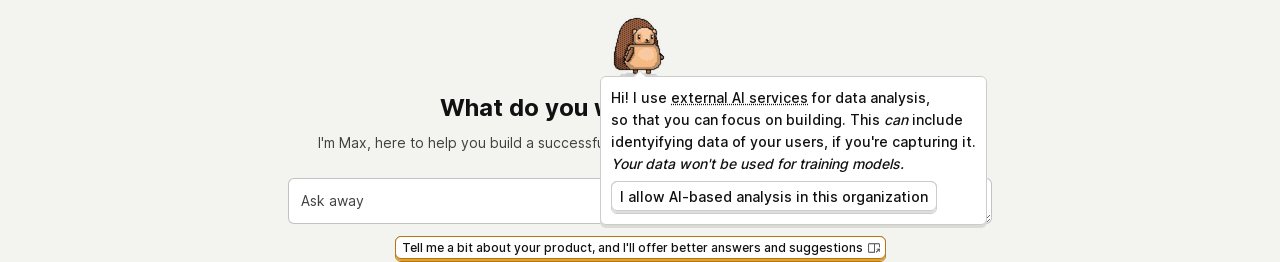 Hi! I use external AI services for data analysis,
so that you can focus on building. This can include
identyifying data of your users, if you're capturing it.
Your data won't be used for training models.
I allow AI-based analysis in this organization
What do you
I'm Max, here to help you build a
Ask away
Tell me a bit about your product, and I'll offer better answers and suggestions